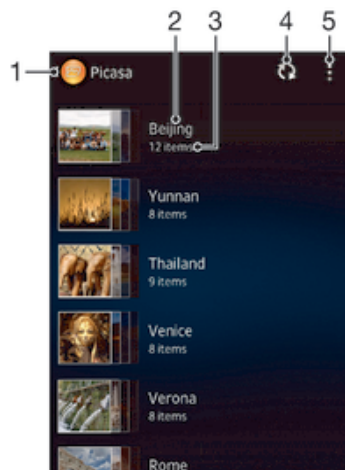 2 3 4 5
1 Picasa
Beijing
12 items
Yunnan
8 items
Thailand
9 items
Venice
8 items
Verona
8 items
Rome